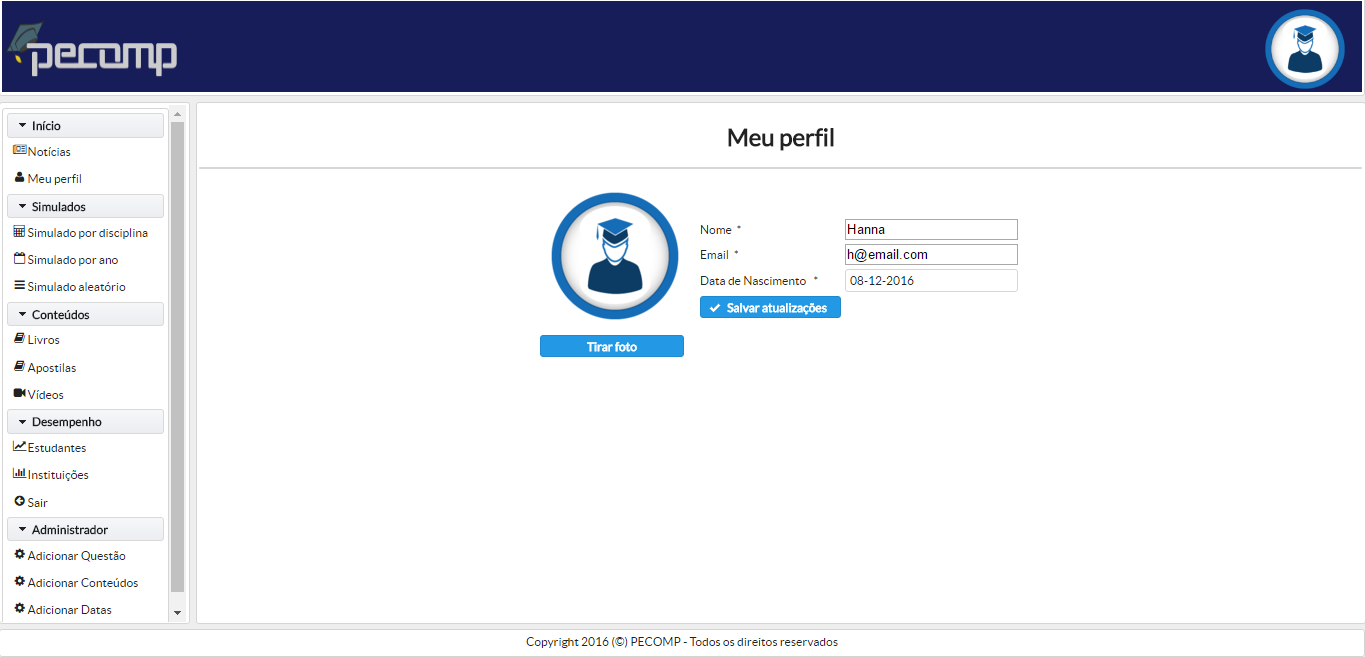 pecomp
Início
Notícias
Meu perfil
Simulados
Simulado por disciplina
Simulado por ano
Simulado aleatório
Conteúdos
Livros
Apostilas
Vídeos
Desempenho
Estudantes
Instituições
Sair
Administrador
Adicionar Questão
Adicionar Conteúdos
Adicionar Datas
Meu perfil
Tirar foto
Nome * Hanna
Email * h@email.com
Data de Nascimento * 08-12-2016
Salvar atualizações
Copyright 2016 (©) PECOMP - Todos os direitos reservados